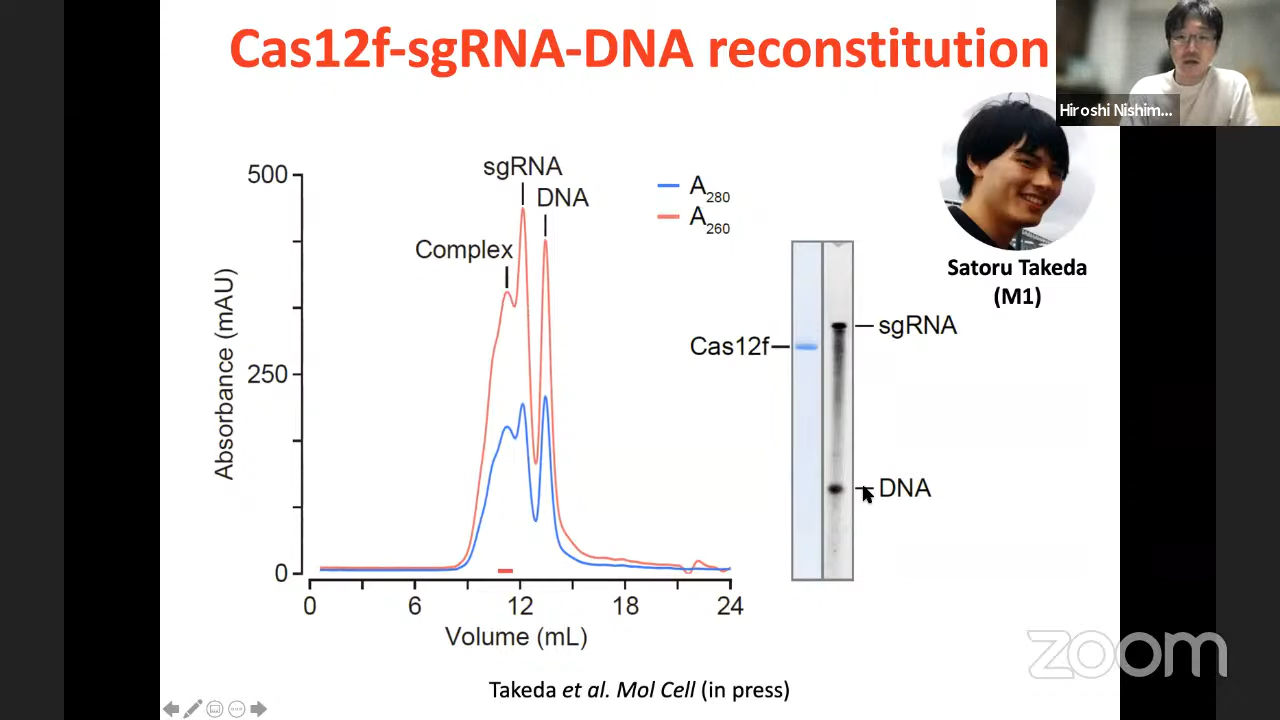 Cas12f-sgRNA-DNA reconstitution
Hiroshi Nishim...
sgRNA
DNA
Complex
A280
A260
500
250
0
Absorbance (mAU)
0 6 12 18 24
Volume (mL)
Satoru Takeda
(M1)
Cas12f
sgRNA
DNA
Takeda et al. Mol Cell (in press)
zoom